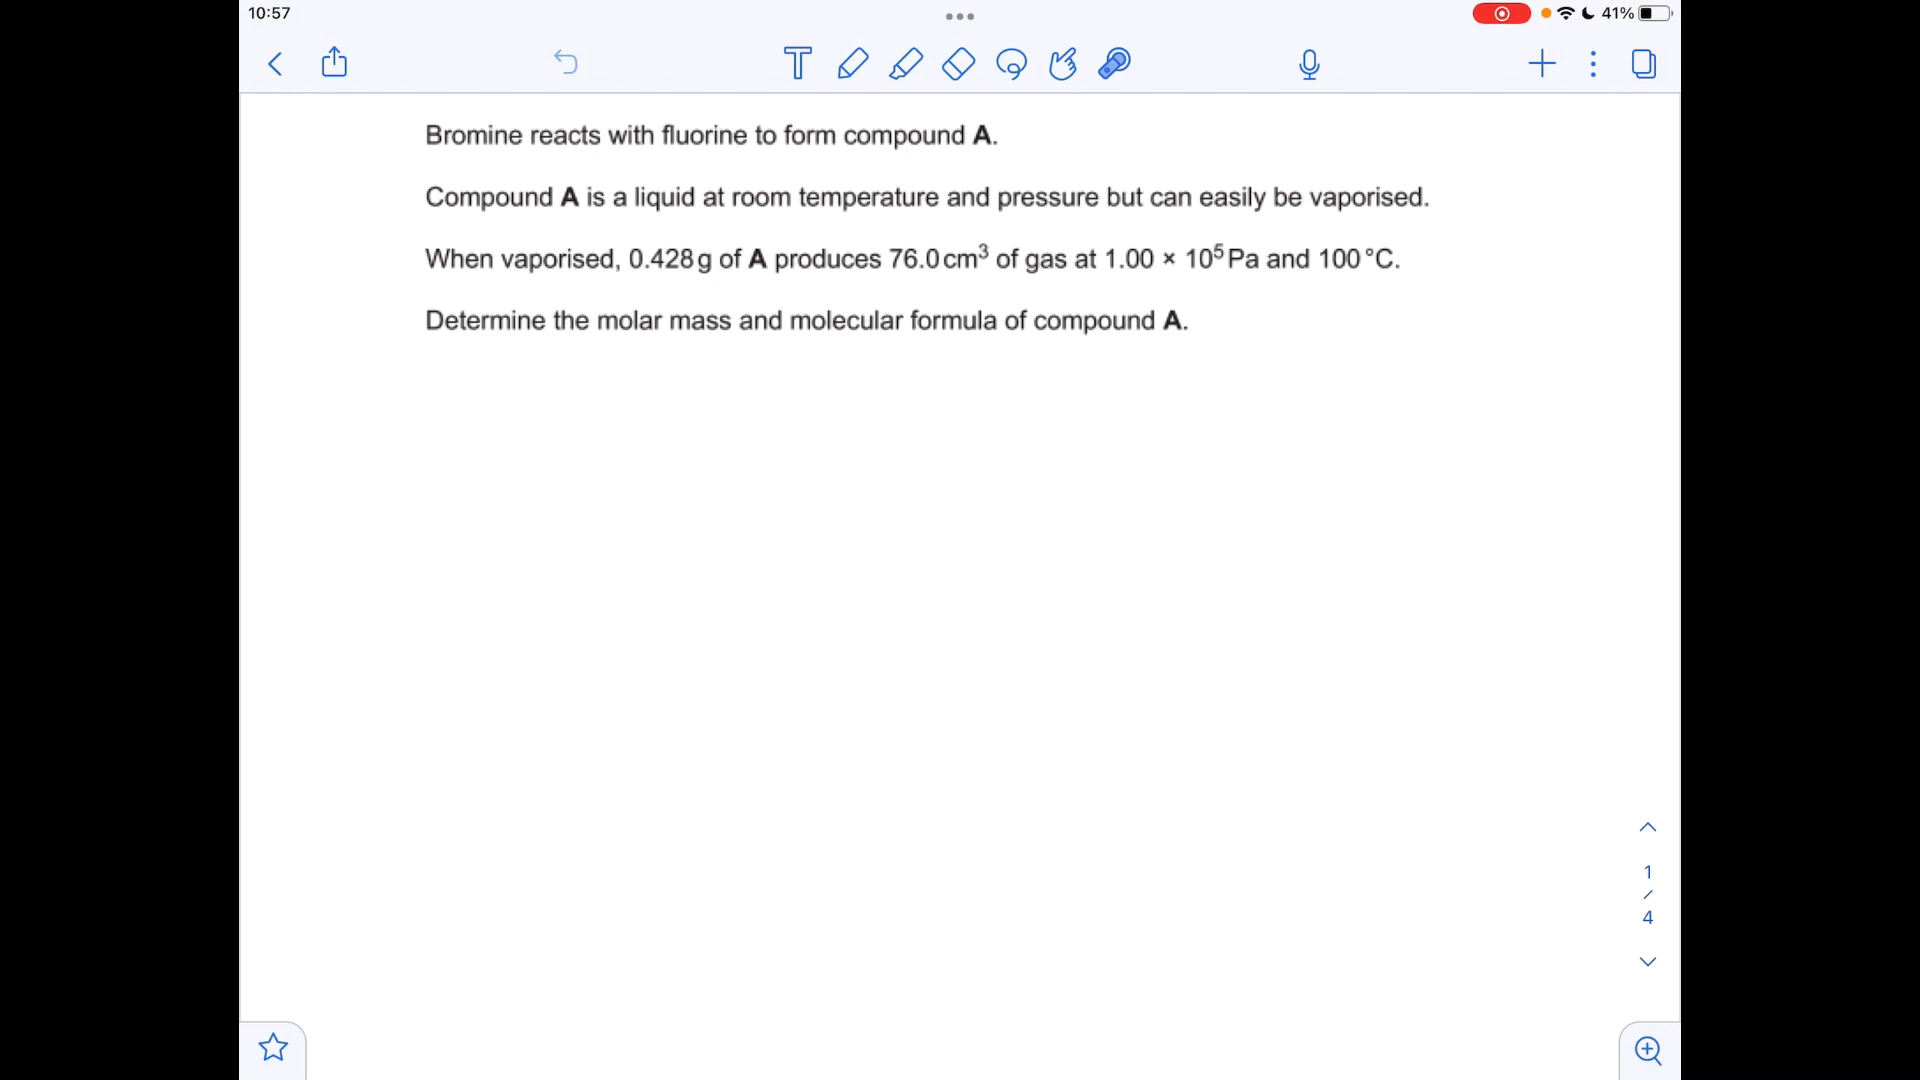 10:57
41%
T
Bromine reacts with fluorine to form compound A.
Compound A is a liquid at room temperature and pressure but can easily be vaporised.
When vaporised, 0.428 g of A produces 76.0 cm³ of gas at 1.00 × 10⁵ Pa and 100 °C.
Determine the molar mass and molecular formula of compound A.
1
/
4